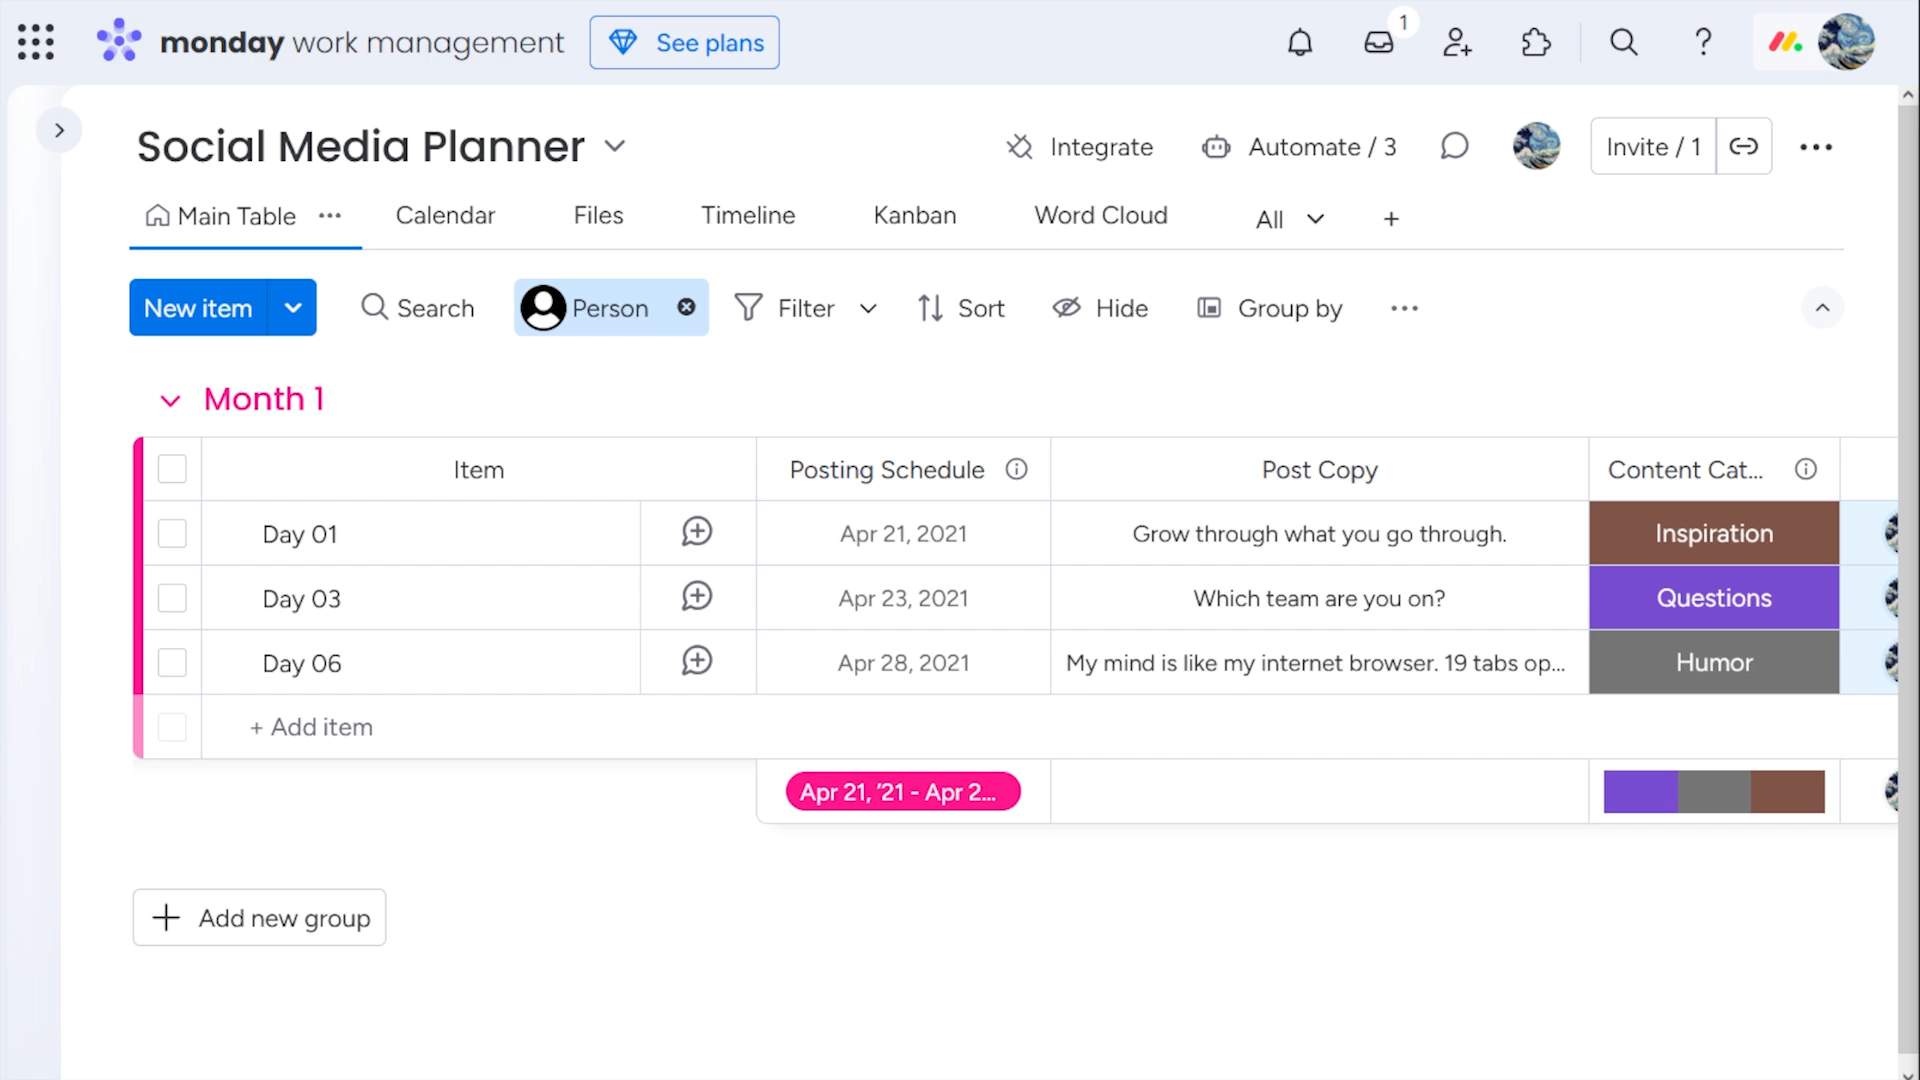 monday work management
See plans
1
Social Media Planner
Integrate
Automate / 3
Invite / 1
Main Table
Calendar
Files
Timeline
Kanban
Word Cloud
All
+
New item
Search
Person
Filter
Sort
Hide
Group by
Month 1
Item
Posting Schedule
Post Copy
Content Cat...
Day 01
Apr 21, 2021
Grow through what you go through.
Inspiration
Day 03
Apr 23, 2021
Which team are you on?
Questions
Day 06
Apr 28, 2021
My mind is like my internet browser. 19 tabs op...
Humor
+ Add item
Apr 21, '21 - Apr 2...
+ Add new group